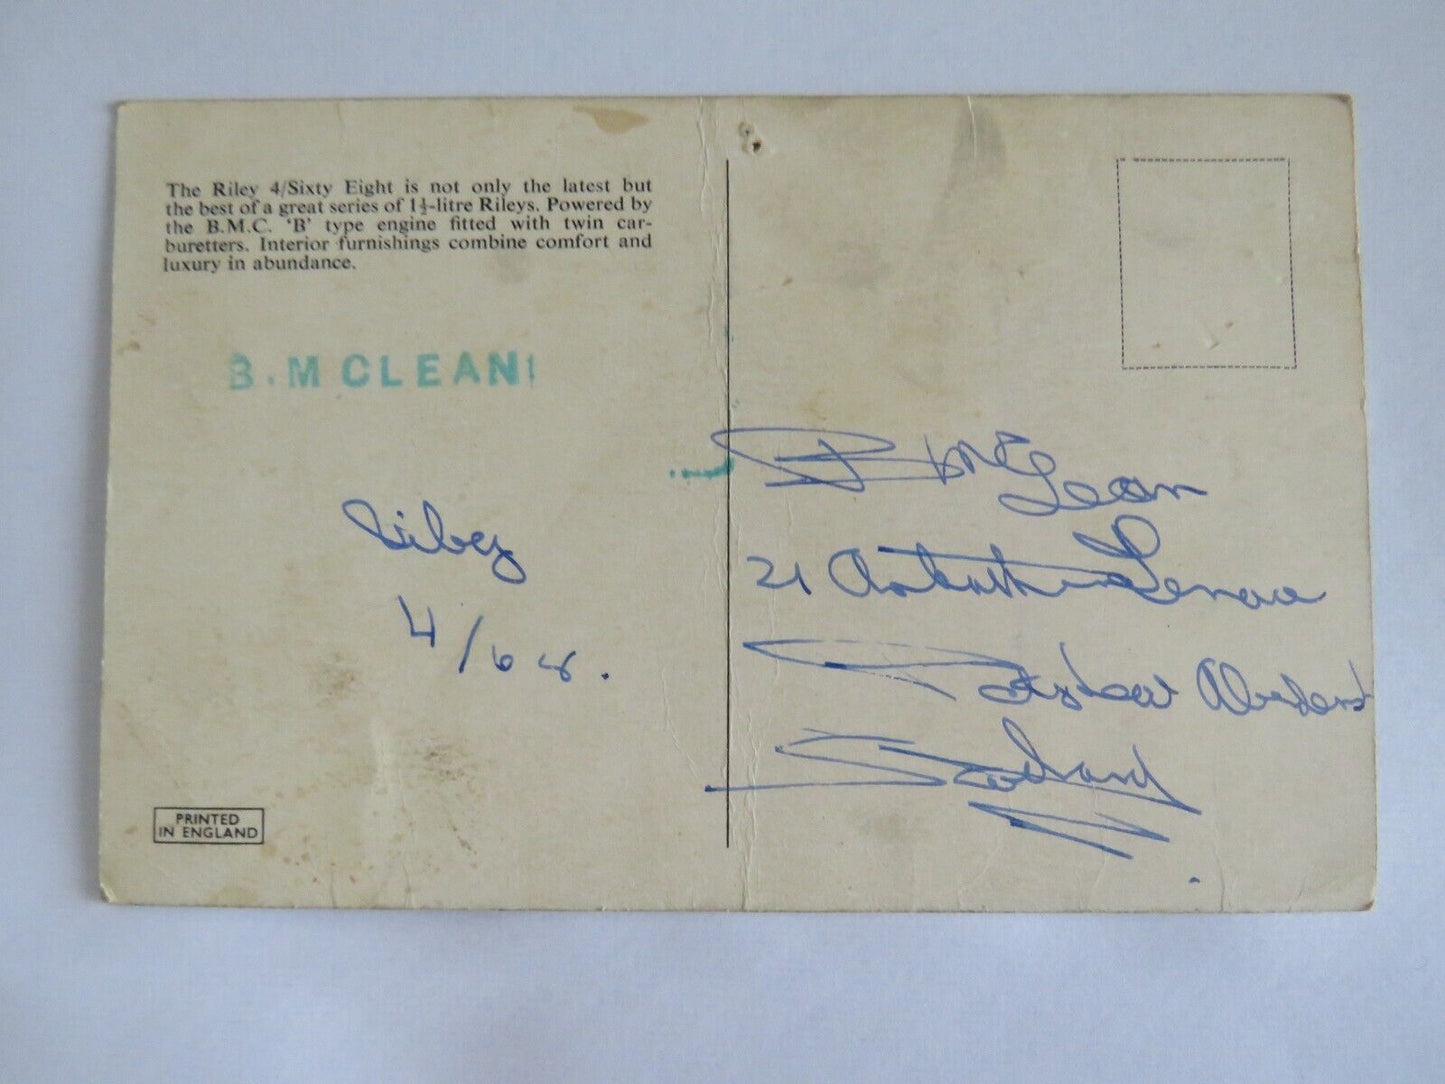 The Riley 4/Sixty Eight is not only the latest but
the best of a great series of 1½-litre Rileys. Powered by
the B.M.C. 'B' type engine fitted with twin car-
buretters. Interior furnishings combine comfort and
luxury in abundance.
B. MCLEAN
Riley
4/68.
PRINTED
IN ENGLAND
B McLean
21
Scotland